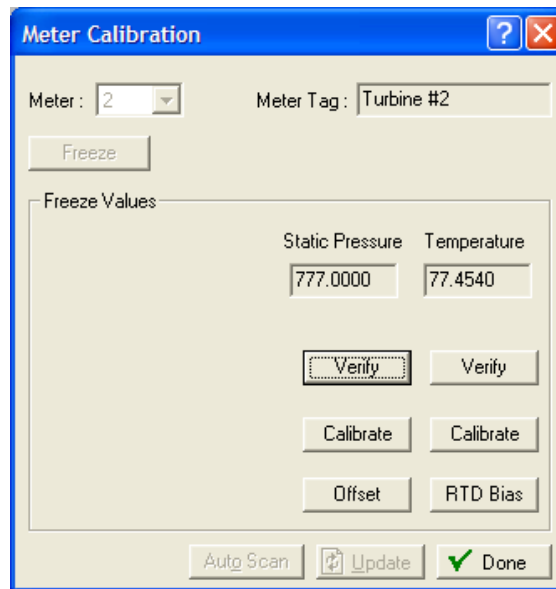 Meter Calibration
Meter : 2 Meter Tag : Turbine #2
Freeze
Freeze Values
Static Pressure Temperature
777.0000 77.4540
Verify Verify
Calibrate Calibrate
Offset RTD Bias
Auto Scan Update Done